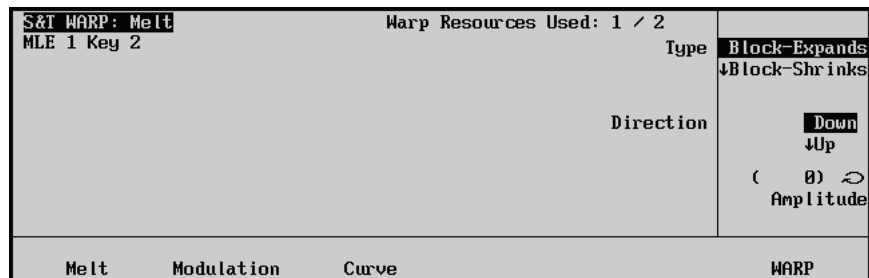 S&T WARP: Melt Warp Resources Used: 1 / 2
MLE 1 Key 2
Type Block-Expands
↓Block-Shrinks
Direction Down
↓Up
( 0)
Amplitude
Melt Modulation Curve WARP